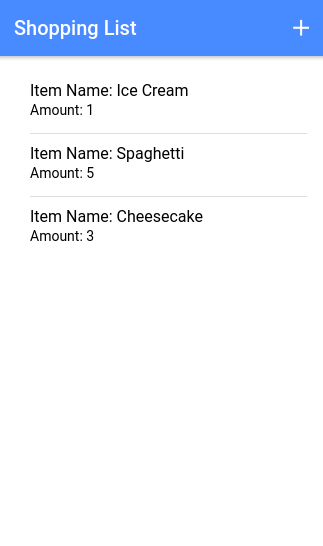 Shopping List
Item Name: Ice Cream
Amount: 1
Item Name: Spaghetti
Amount: 5
Item Name: Cheesecake
Amount: 3